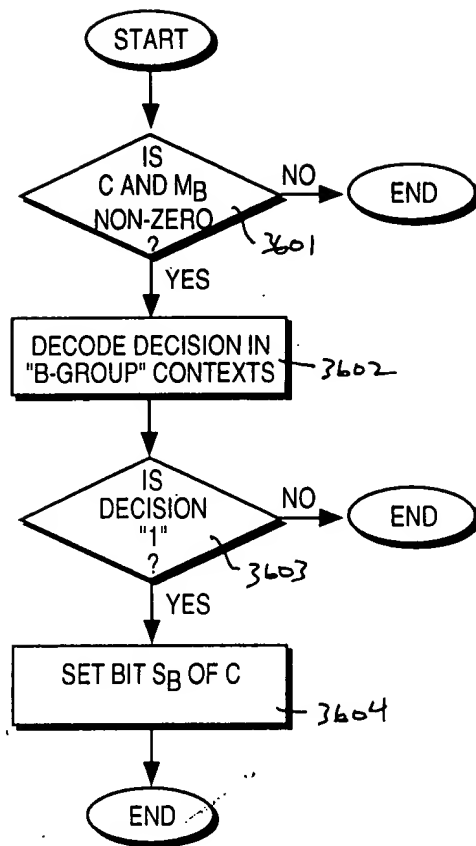 START
IS
C AND MB
NON-ZERO
?
NO
END
3601
YES
DECODE DECISION IN
"B-GROUP" CONTEXTS
3602
IS
DECISION
"1"
?
NO
END
3603
YES
SET BIT SB OF C
3604
END